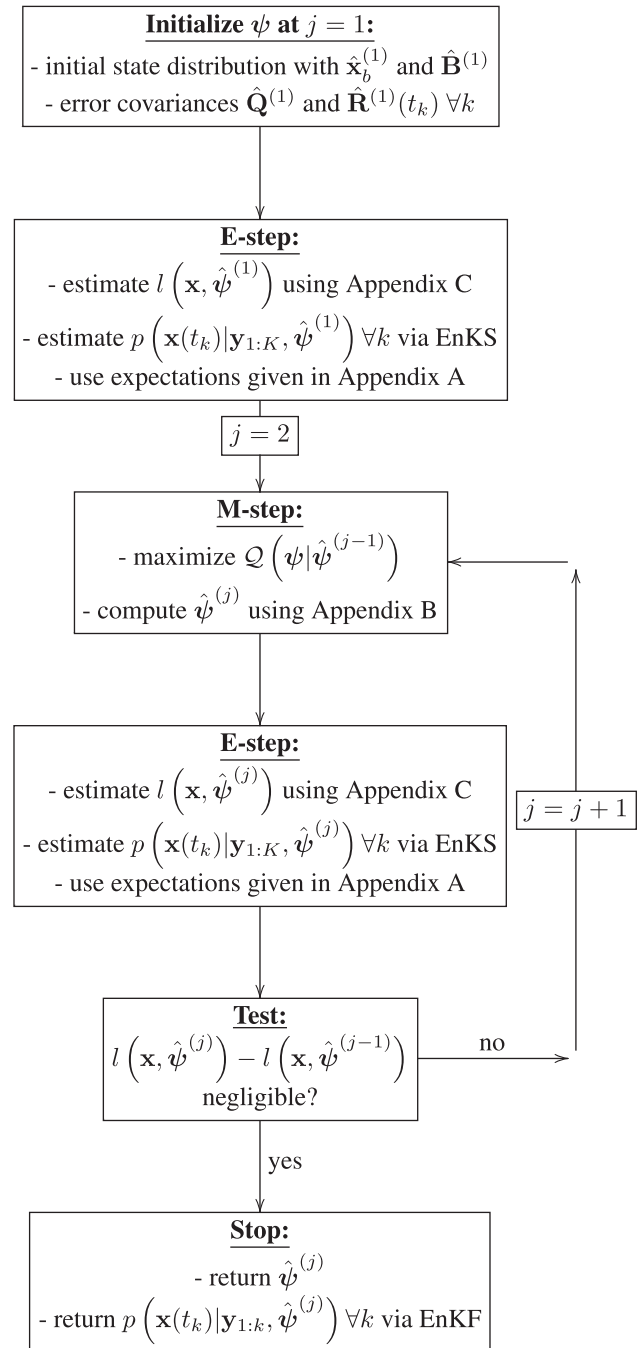 Initialize ψ at j = 1:
- initial state distribution with x̂_b^(1) and B̂^(1)
- error covariances Q̂^(1) and R̂^(1)(t_k) ∀k
E-step:
- estimate l(x, ψ̂^(1)) using Appendix C
- estimate p(x(t_k)|y_{1:K}, ψ̂^(1)) ∀k via EnKS
- use expectations given in Appendix A
j = 2
M-step:
- maximize 𝒬(ψ|ψ̂^(j−1))
- compute ψ̂^(j) using Appendix B
E-step:
- estimate l(x, ψ̂^(j)) using Appendix C
- estimate p(x(t_k)|y_{1:K}, ψ̂^(j)) ∀k via EnKS
- use expectations given in Appendix A
j = j + 1
Test:
l(x, ψ̂^(j)) − l(x, ψ̂^(j−1))
negligible?
no
yes
Stop:
- return ψ̂^(j)
- return p(x(t_k)|y_{1:k}, ψ̂^(j)) ∀k via EnKF